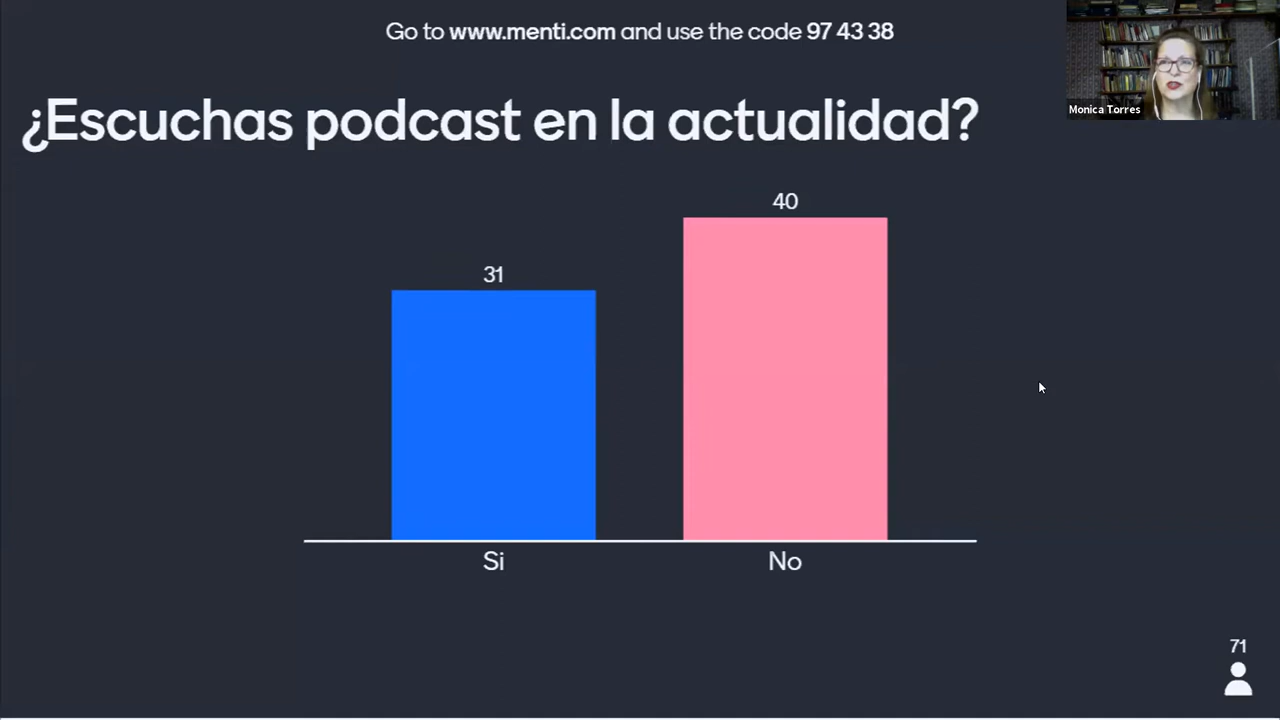 Go to www.menti.com and use the code 97 43 38
Monica Torres
¿Escuchas podcast en la actualidad?
40
31
Si
No
71